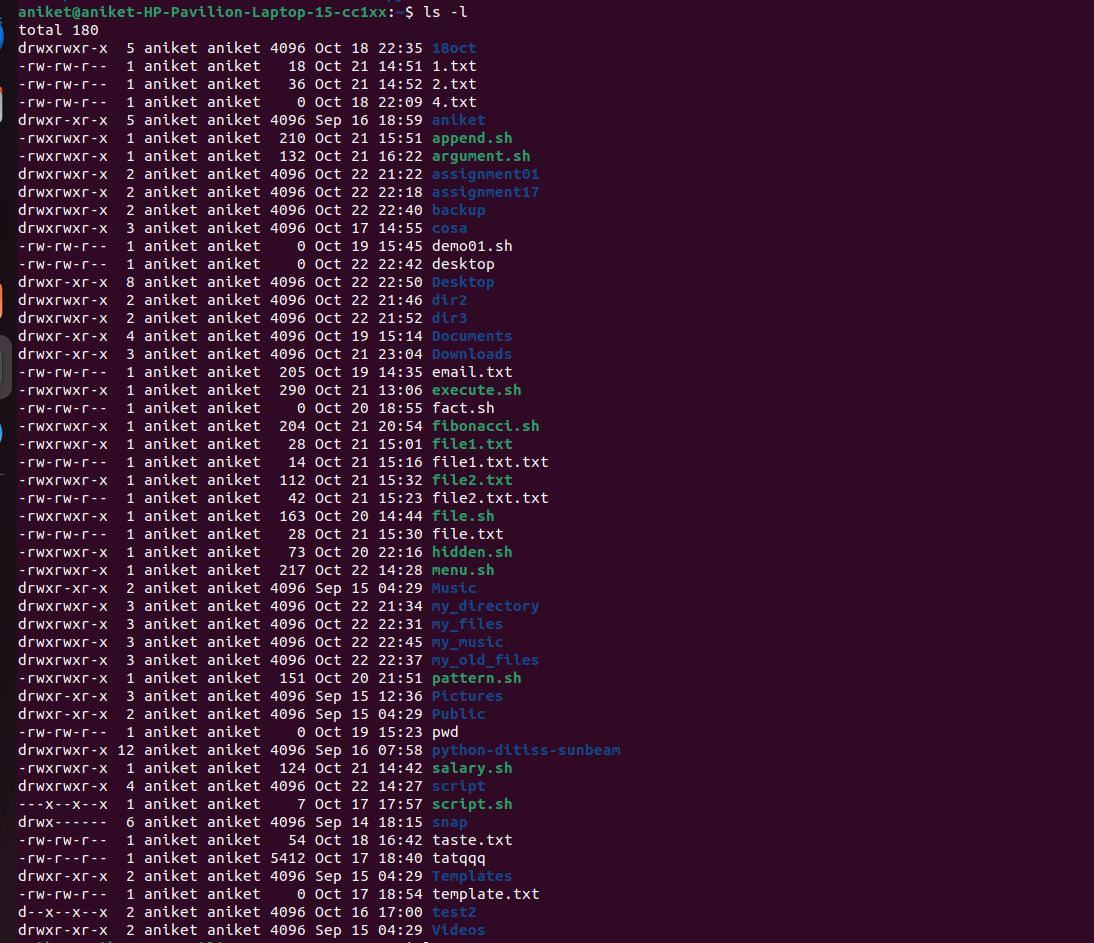 aniket@aniket-HP-Pavilion-Laptop-15-cc1xx:~$ ls -l
total 180
drwxrwxr-x  5 aniket aniket 4096 Oct 18 22:35 18oct
-rw-rw-r--  1 aniket aniket   18 Oct 21 14:51 1.txt
-rw-rw-r--  1 aniket aniket   36 Oct 21 14:52 2.txt
-rw-rw-r--  1 aniket aniket    0 Oct 18 22:09 4.txt
drwxr-xr-x  5 aniket aniket 4096 Sep 16 18:59 aniket
-rwxrwxr-x  1 aniket aniket  210 Oct 21 15:51 append.sh
-rwxrwxr-x  1 aniket aniket  132 Oct 21 16:22 argument.sh
drwxrwxr-x  2 aniket aniket 4096 Oct 22 21:22 assignment01
drwxrwxr-x  2 aniket aniket 4096 Oct 22 22:18 assignment17
drwxrwxr-x  2 aniket aniket 4096 Oct 22 22:40 backup
drwxrwxr-x  3 aniket aniket 4096 Oct 17 14:55 cosa
-rw-rw-r--  1 aniket aniket    0 Oct 19 15:45 demo01.sh
-rw-rw-r--  1 aniket aniket    0 Oct 22 22:42 desktop
drwxr-xr-x  8 aniket aniket 4096 Oct 22 22:50 Desktop
drwxrwxr-x  2 aniket aniket 4096 Oct 22 21:46 dir2
drwxrwxr-x  2 aniket aniket 4096 Oct 22 21:52 dir3
drwxr-xr-x  4 aniket aniket 4096 Oct 19 15:14 Documents
drwxr-xr-x  3 aniket aniket 4096 Oct 21 23:04 Downloads
-rw-rw-r--  1 aniket aniket  205 Oct 19 14:35 email.txt
-rwxrwxr-x  1 aniket aniket  290 Oct 21 13:06 execute.sh
-rw-rw-r--  1 aniket aniket    0 Oct 20 18:55 fact.sh
-rwxrwxr-x  1 aniket aniket  204 Oct 21 20:54 fibonacci.sh
-rwxrwxr-x  1 aniket aniket   28 Oct 21 15:01 file1.txt
-rw-rw-r--  1 aniket aniket   14 Oct 21 15:16 file1.txt.txt
-rwxrwxr-x  1 aniket aniket  112 Oct 21 15:32 file2.txt
-rw-rw-r--  1 aniket aniket   42 Oct 21 15:23 file2.txt.txt
-rwxrwxr-x  1 aniket aniket  163 Oct 20 14:44 file.sh
-rw-rw-r--  1 aniket aniket   28 Oct 21 15:30 file.txt
-rwxrwxr-x  1 aniket aniket   73 Oct 20 22:16 hidden.sh
-rwxrwxr-x  1 aniket aniket  217 Oct 22 14:28 menu.sh
drwxr-xr-x  2 aniket aniket 4096 Sep 15 04:29 Music
drwxrwxr-x  3 aniket aniket 4096 Oct 22 21:34 my_directory
drwxrwxr-x  3 aniket aniket 4096 Oct 22 22:31 my_files
drwxrwxr-x  3 aniket aniket 4096 Oct 22 22:45 my_music
drwxrwxr-x  3 aniket aniket 4096 Oct 22 22:37 my_old_files
-rwxrwxr-x  1 aniket aniket  151 Oct 20 21:51 pattern.sh
drwxr-xr-x  3 aniket aniket 4096 Sep 15 12:36 Pictures
drwxr-xr-x  2 aniket aniket 4096 Sep 15 04:29 Public
-rw-rw-r--  1 aniket aniket    0 Oct 19 15:23 pwd
drwxrwxr-x 12 aniket aniket 4096 Sep 16 07:58 python-ditiss-sunbeam
-rwxrwxr-x  1 aniket aniket  124 Oct 21 14:42 salary.sh
drwxrwxr-x  4 aniket aniket 4096 Oct 22 14:27 script
---x--x--x  1 aniket aniket    7 Oct 17 17:57 script.sh
drwx------  6 aniket aniket 4096 Sep 14 18:15 snap
-rw-rw-r--  1 aniket aniket   54 Oct 18 16:42 taste.txt
-rw-r--r--  1 aniket aniket 5412 Oct 17 18:40 tatqqq
drwxr-xr-x  2 aniket aniket 4096 Sep 15 04:29 Templates
-rw-rw-r--  1 aniket aniket    0 Oct 17 18:54 template.txt
d--x--x--x  2 aniket aniket 4096 Oct 16 17:00 test2
drwxr-xr-x  2 aniket aniket 4096 Sep 15 04:29 Videos